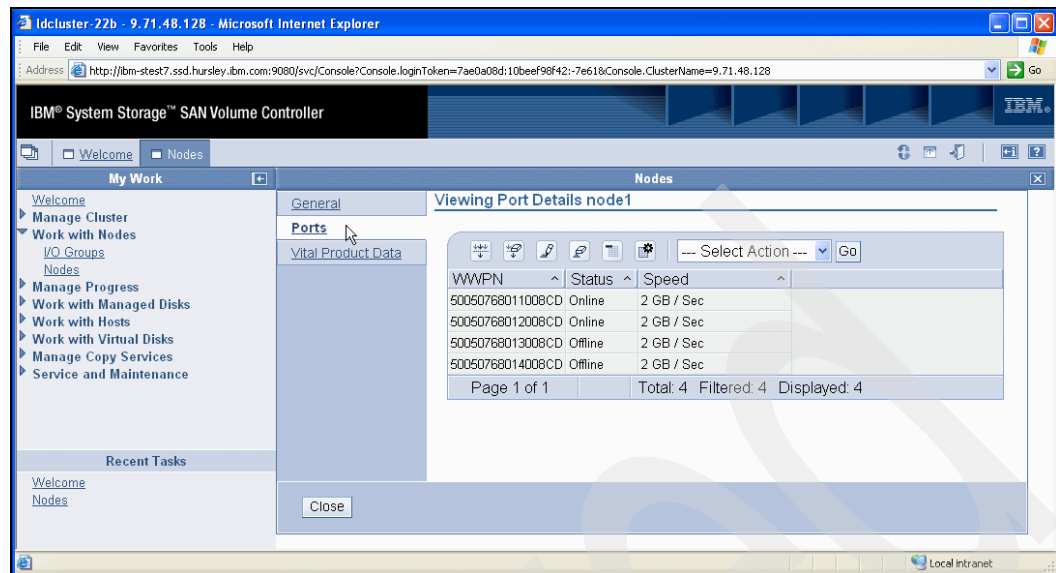 ldcluster-22b - 9.71.48.128 - Microsoft Internet Explorer
File Edit View Favorites Tools Help
Address http://ibm-stest7.ssd.hursley.ibm.com:9080/svc/Console?Console.loginToken=7ae0a08d:10beef98f42:-7e61&Console.ClusterName=9.71.48.128 Go
IBM® System Storage™ SAN Volume Controller IBM®
Welcome Nodes
My Work Nodes
Welcome
Manage Cluster
Work with Nodes
I/O Groups
Nodes
Manage Progress
Work with Managed Disks
Work with Hosts
Work with Virtual Disks
Manage Copy Services
Service and Maintenance
Recent Tasks
Welcome
Nodes
General
Ports
Vital Product Data
Viewing Port Details node1
--- Select Action --- Go
WWPN Status Speed
50050768011008CD Online 2 GB / Sec
50050768012008CD Online 2 GB / Sec
50050768013008CD Offline 2 GB / Sec
50050768014008CD Offline 2 GB / Sec
Page 1 of 1 Total: 4 Filtered: 4 Displayed: 4
Close
Local intranet